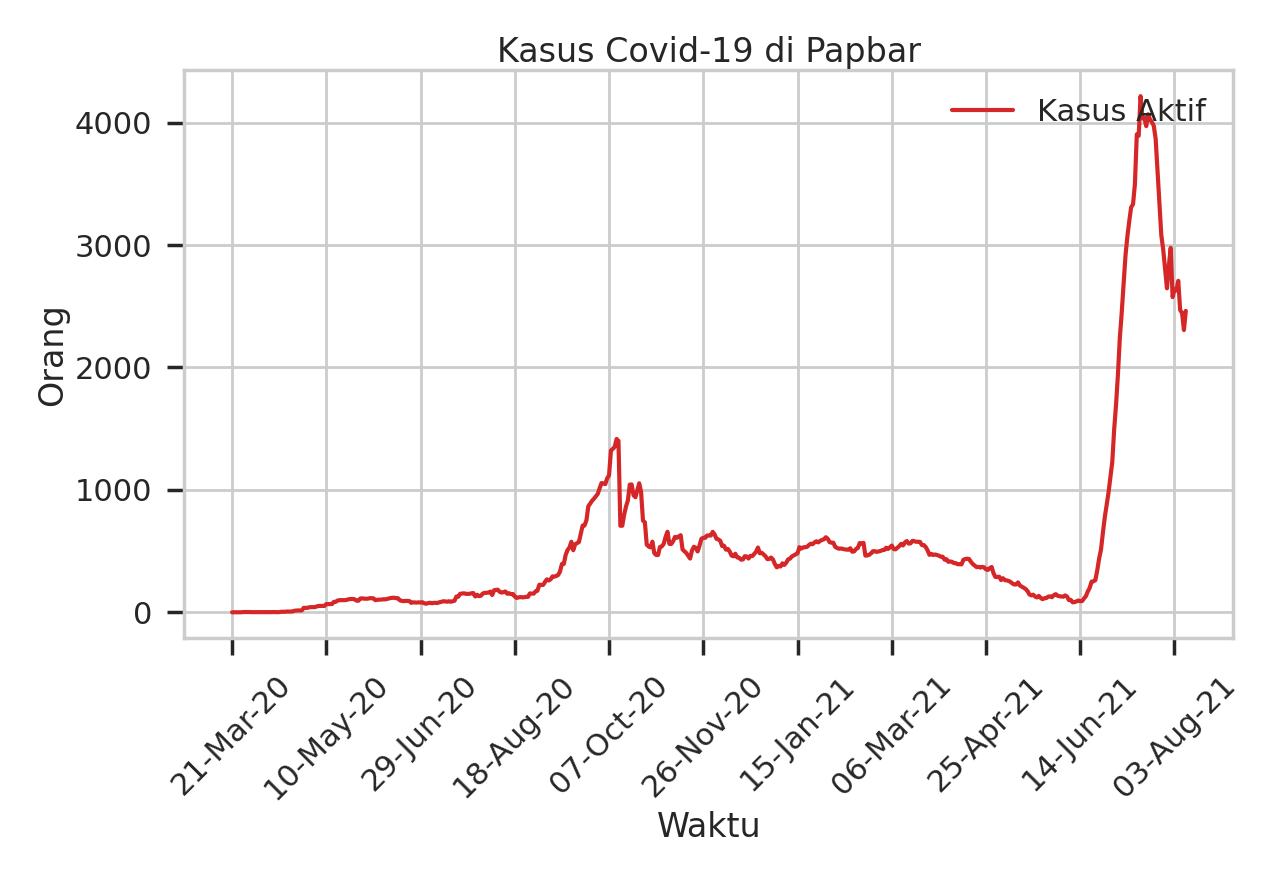 Kasus Covid-19 di Papbar
Kasus Aktif
4000
3000
2000
1000
0
Orang
21-Mar-20
10-May-20
29-Jun-20
18-Aug-20
07-Oct-20
26-Nov-20
15-Jan-21
06-Mar-21
25-Apr-21
14-Jun-21
03-Aug-21
Waktu